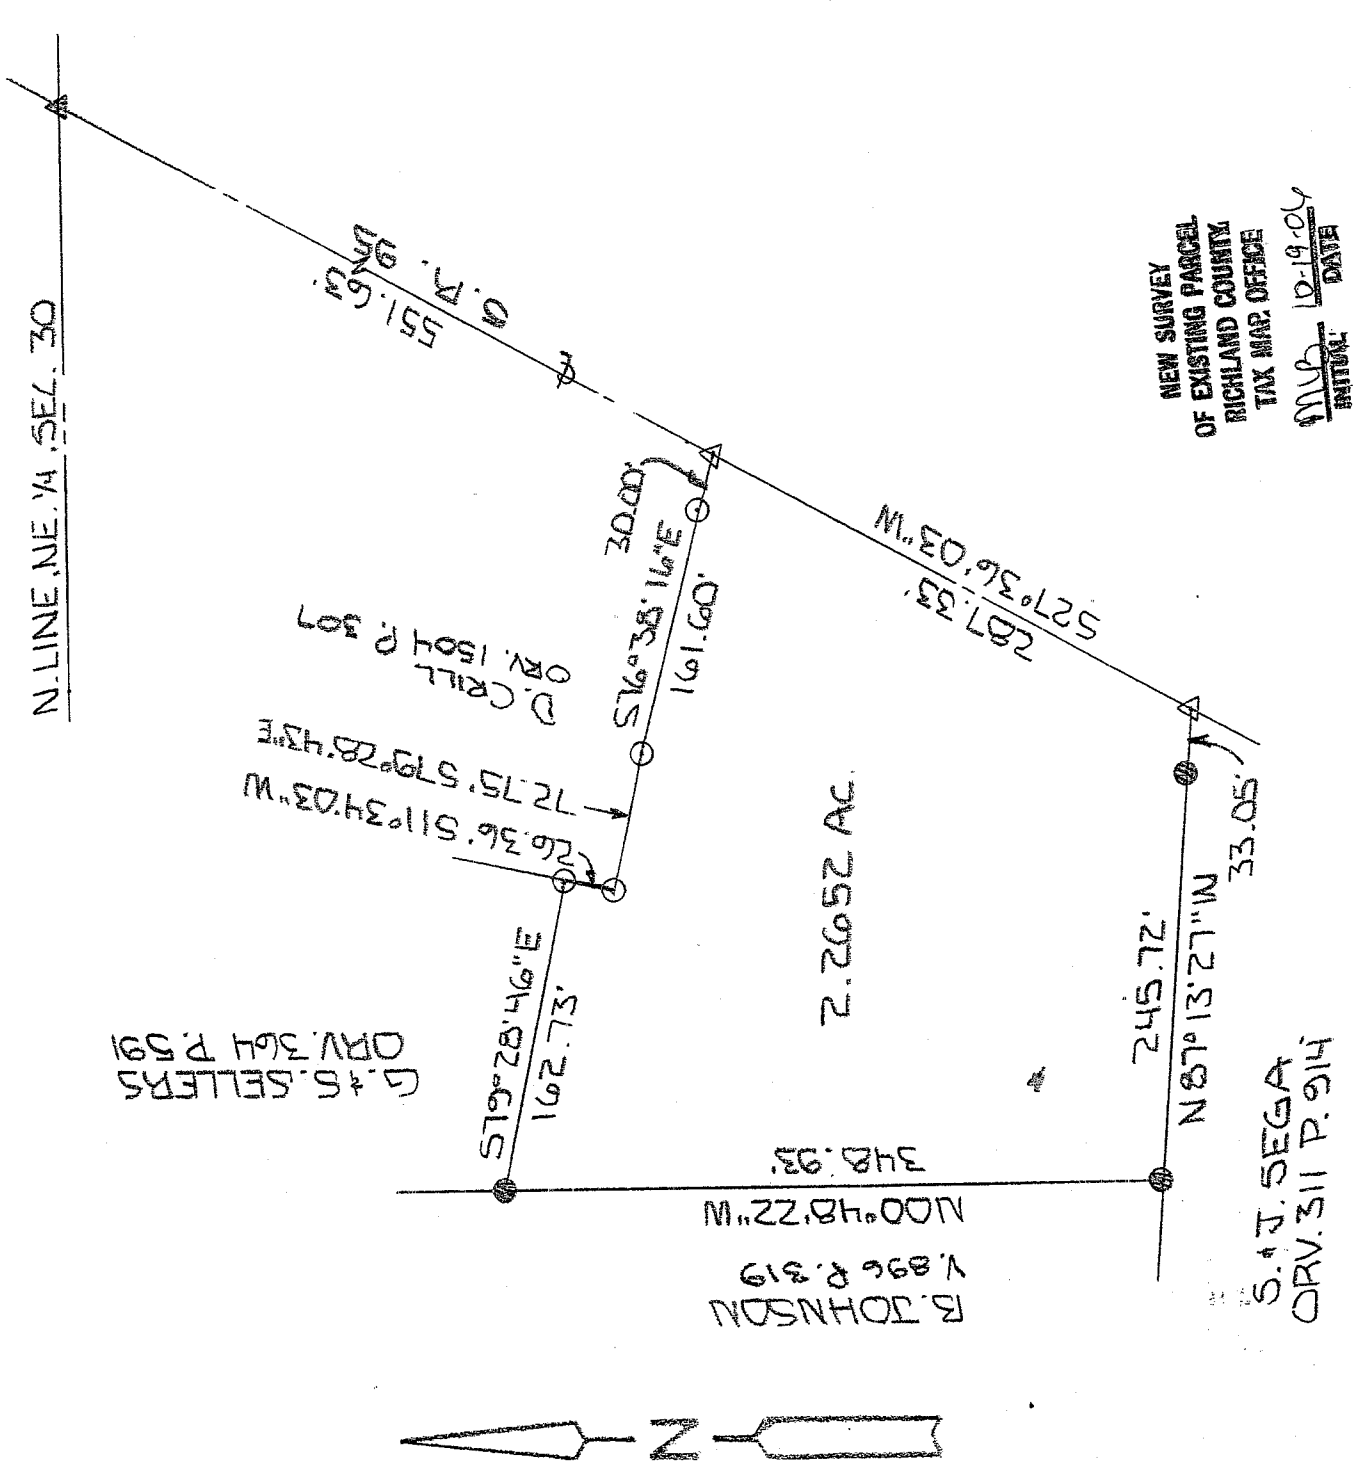 N. LINE, NE. 1/4, SEC. 30
S.R. 95
551.63'
30.00'
S76°38'16"E
161.60'
D. CRILL
ORV. 1504 P. 307
72.75' S79°28'43"E
26.36' S11°34'03"W
G. & S. SELLERS
ORV. 364 P. 591
S79°28'46"E
162.73'
2.2652 AC.
S27°36'03"W
287.33'
33.05'
245.72'
N87°13'27"W
S. & J. SEGA
ORV. 311 P. 914
348.93'
N00°48'22"W
B. JOHNSON
V. 896 P. 319
N
NEW SURVEY
OF EXISTING PARCEL
RICHLAND COUNTY
TAX MAP OFFICE
10-19-04
INITIAL DATE